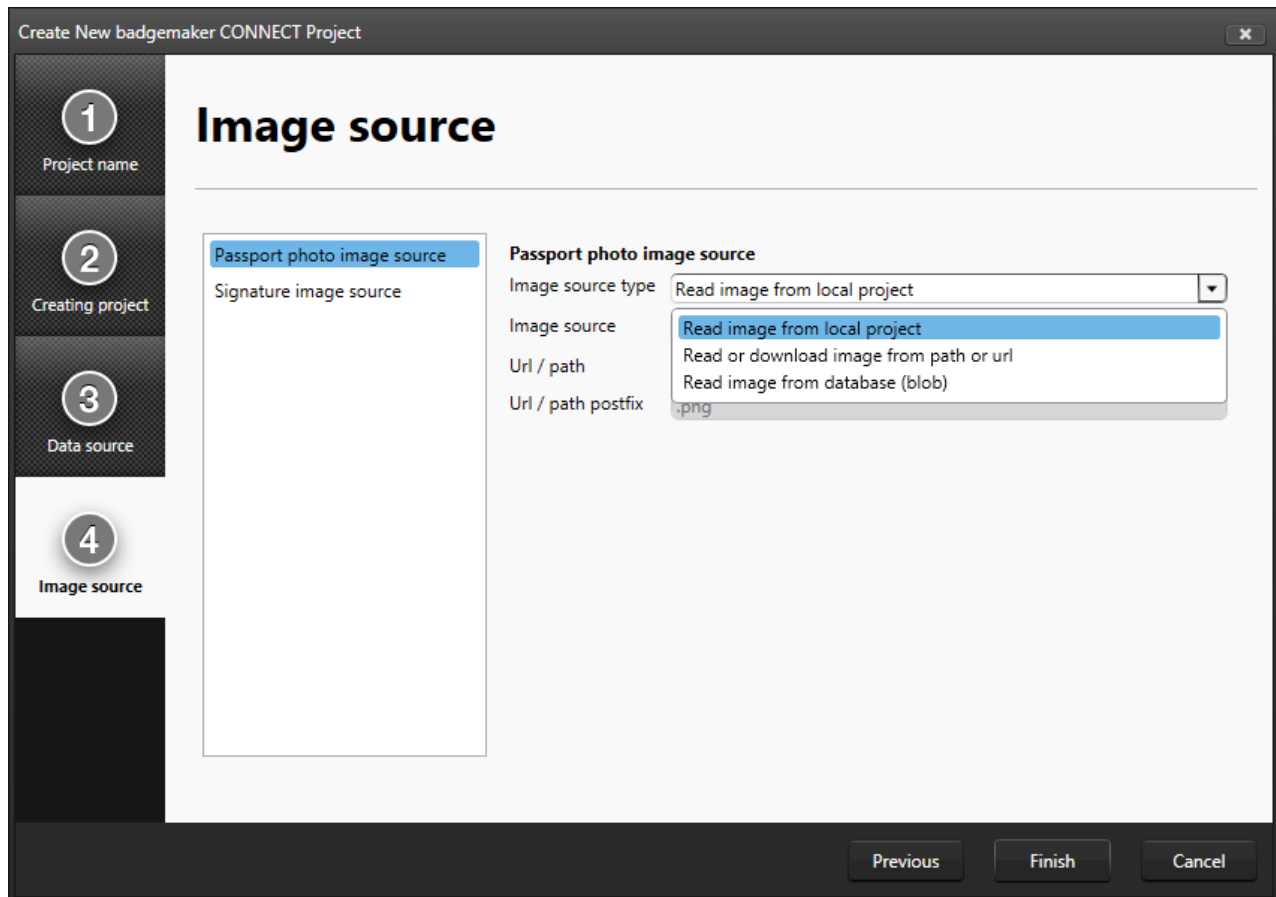 Create New badgemaker CONNECT Project
1
Project name
2
Creating project
3
Data source
4
Image source
Image source
Passport photo image source
Signature image source
Passport photo image source
Image source type Read image from local project
Image source
Read image from local project
Read or download image from path or url
Url / path
Read image from database (blob)
Url / path postfix .png
Previous Finish Cancel